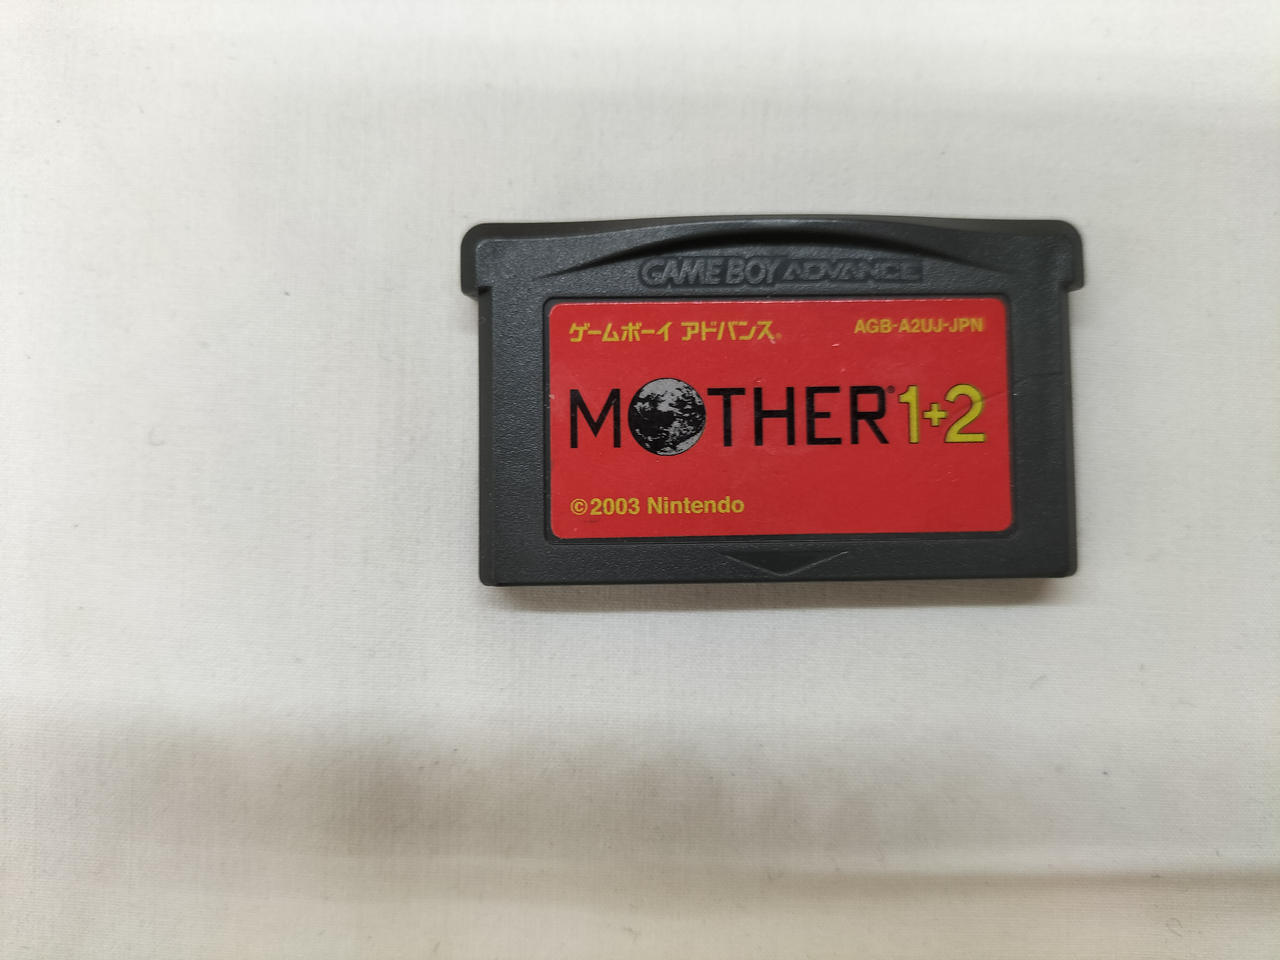 GAME BOY ADVANCE
ゲームボーイ アドバンス®
AGB-A2UJ-JPN
MOTHER®1+2
©2003 Nintendo